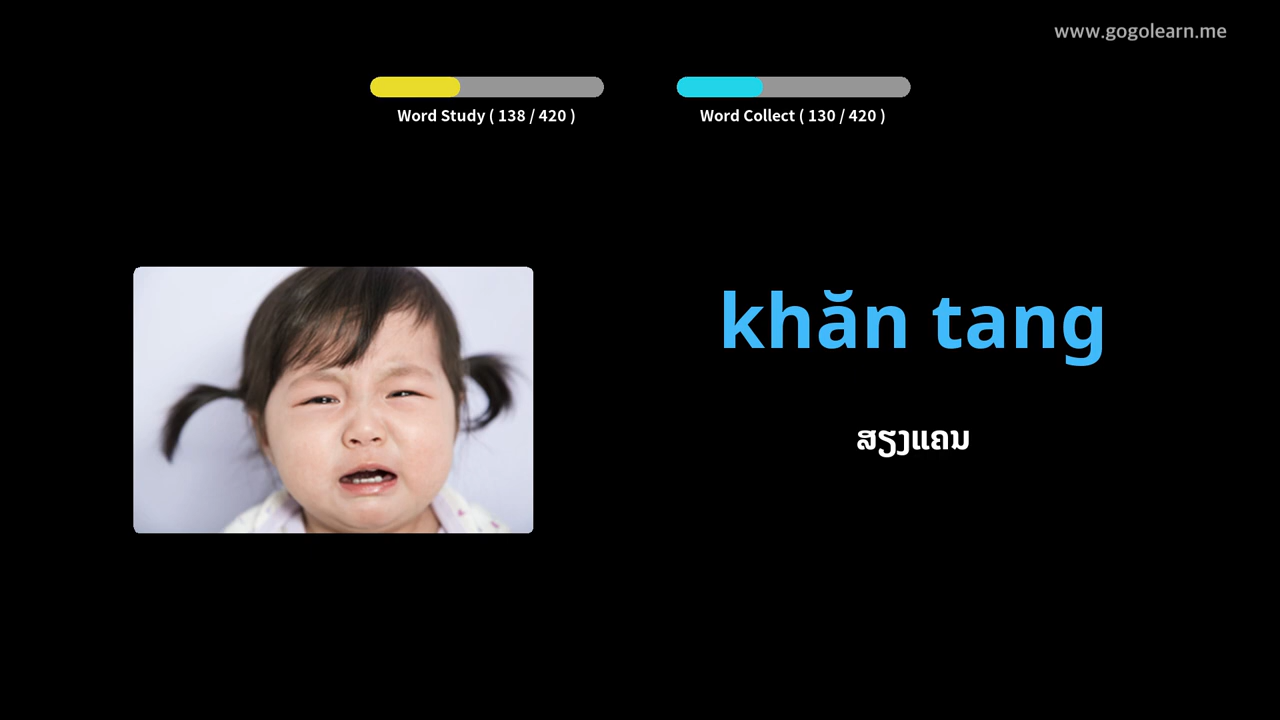 www.gogolearn.me
Word Study ( 138 / 420 )
Word Collect ( 130 / 420 )
khăn tang
ສຽງແຄນ